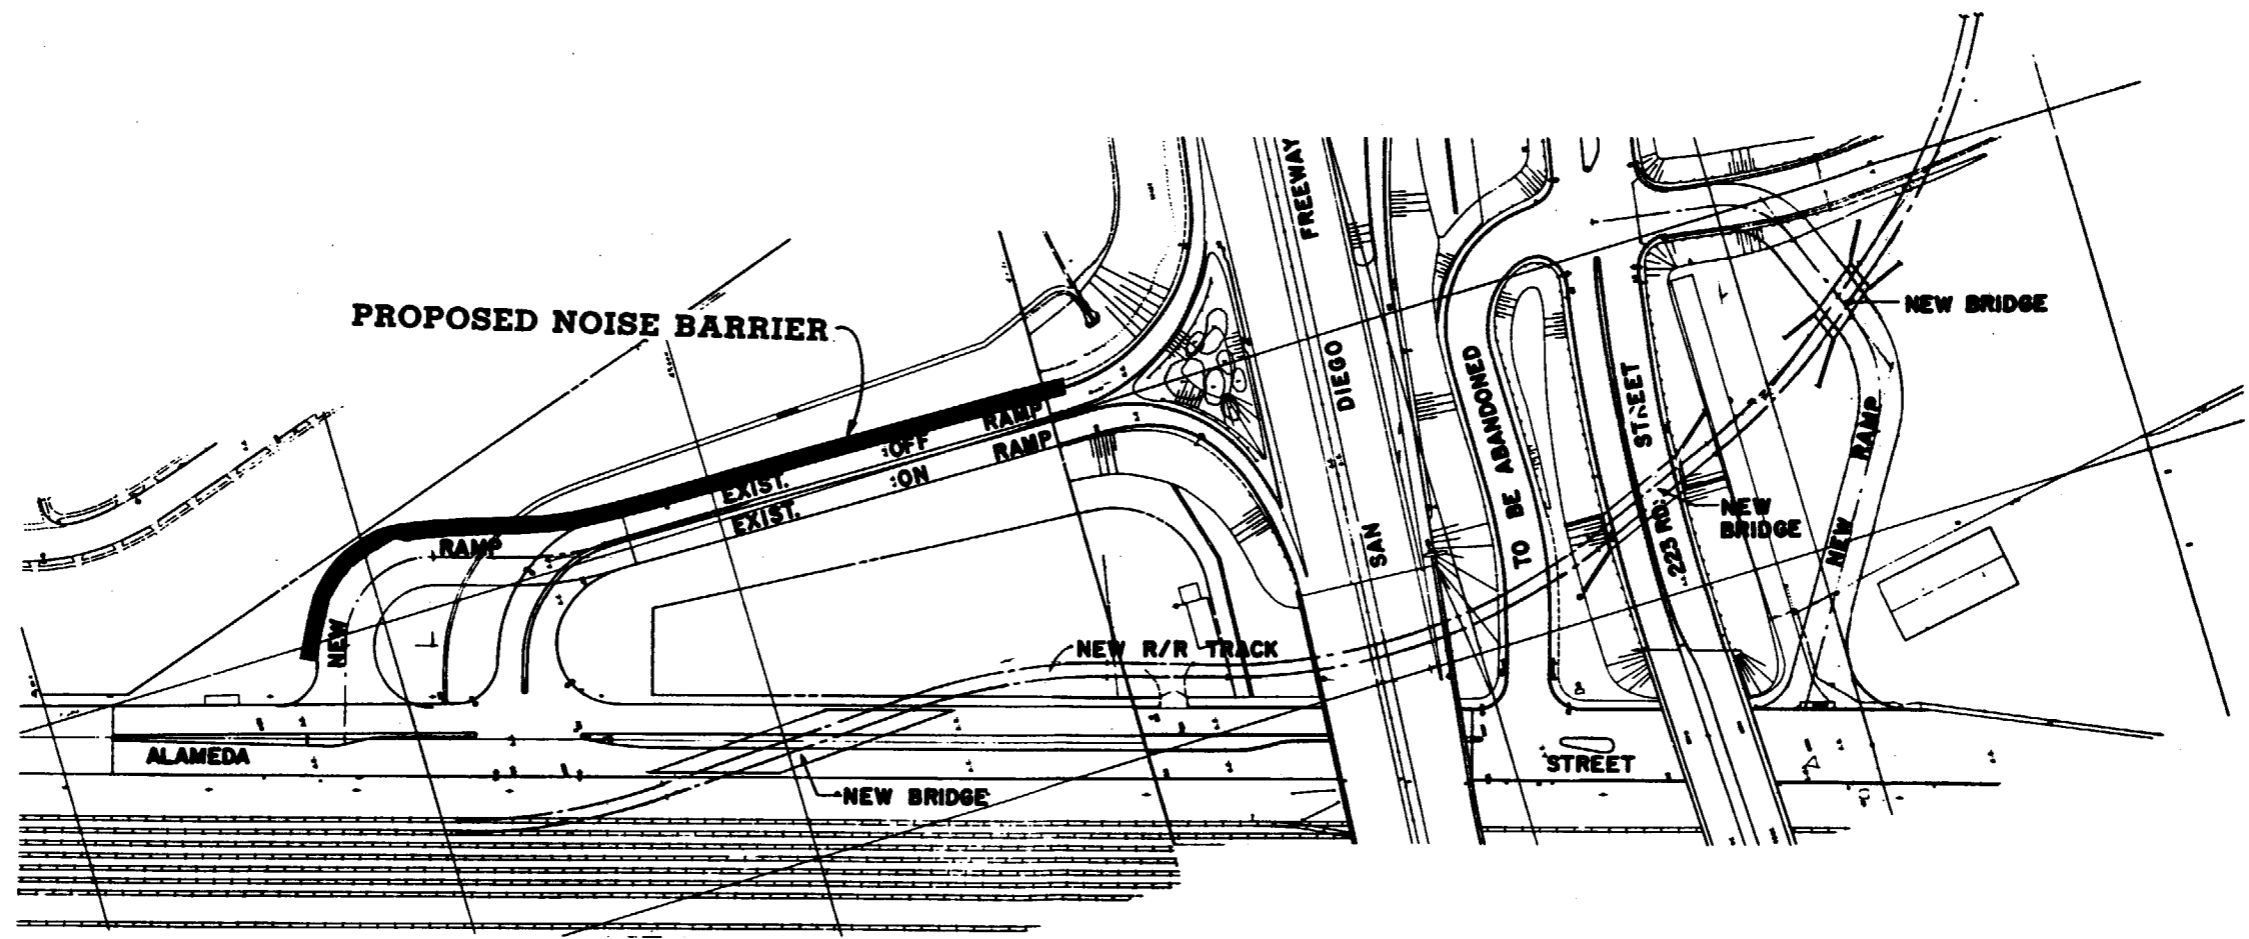 PROPOSED NOISE BARRIER
FREEWAY
DIEGO
SAN
NEW BRIDGE
TO BE ABANDONED
STREET
223 RD.
NEW
BRIDGE
NEW RAMP
EXIST. OFF RAMP
EXIST. ON RAMP
NEW RAMP
NEW R/R TRACK
ALAMEDA
STREET
NEW BRIDGE